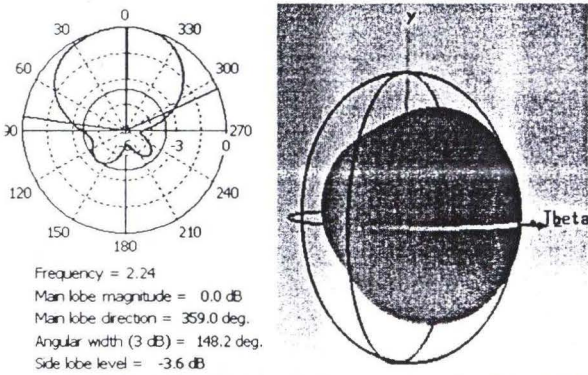 0
30
330
60
300
90
270
-3
0
120
240
150
210
180
Frequency = 2.24
Main lobe magnitude = 0.0 dB
Main lobe direction = 359.0 deg.
Angular width (3 dB) = 148.2 deg.
Side lobe level = -3.6 dB
y
Theta